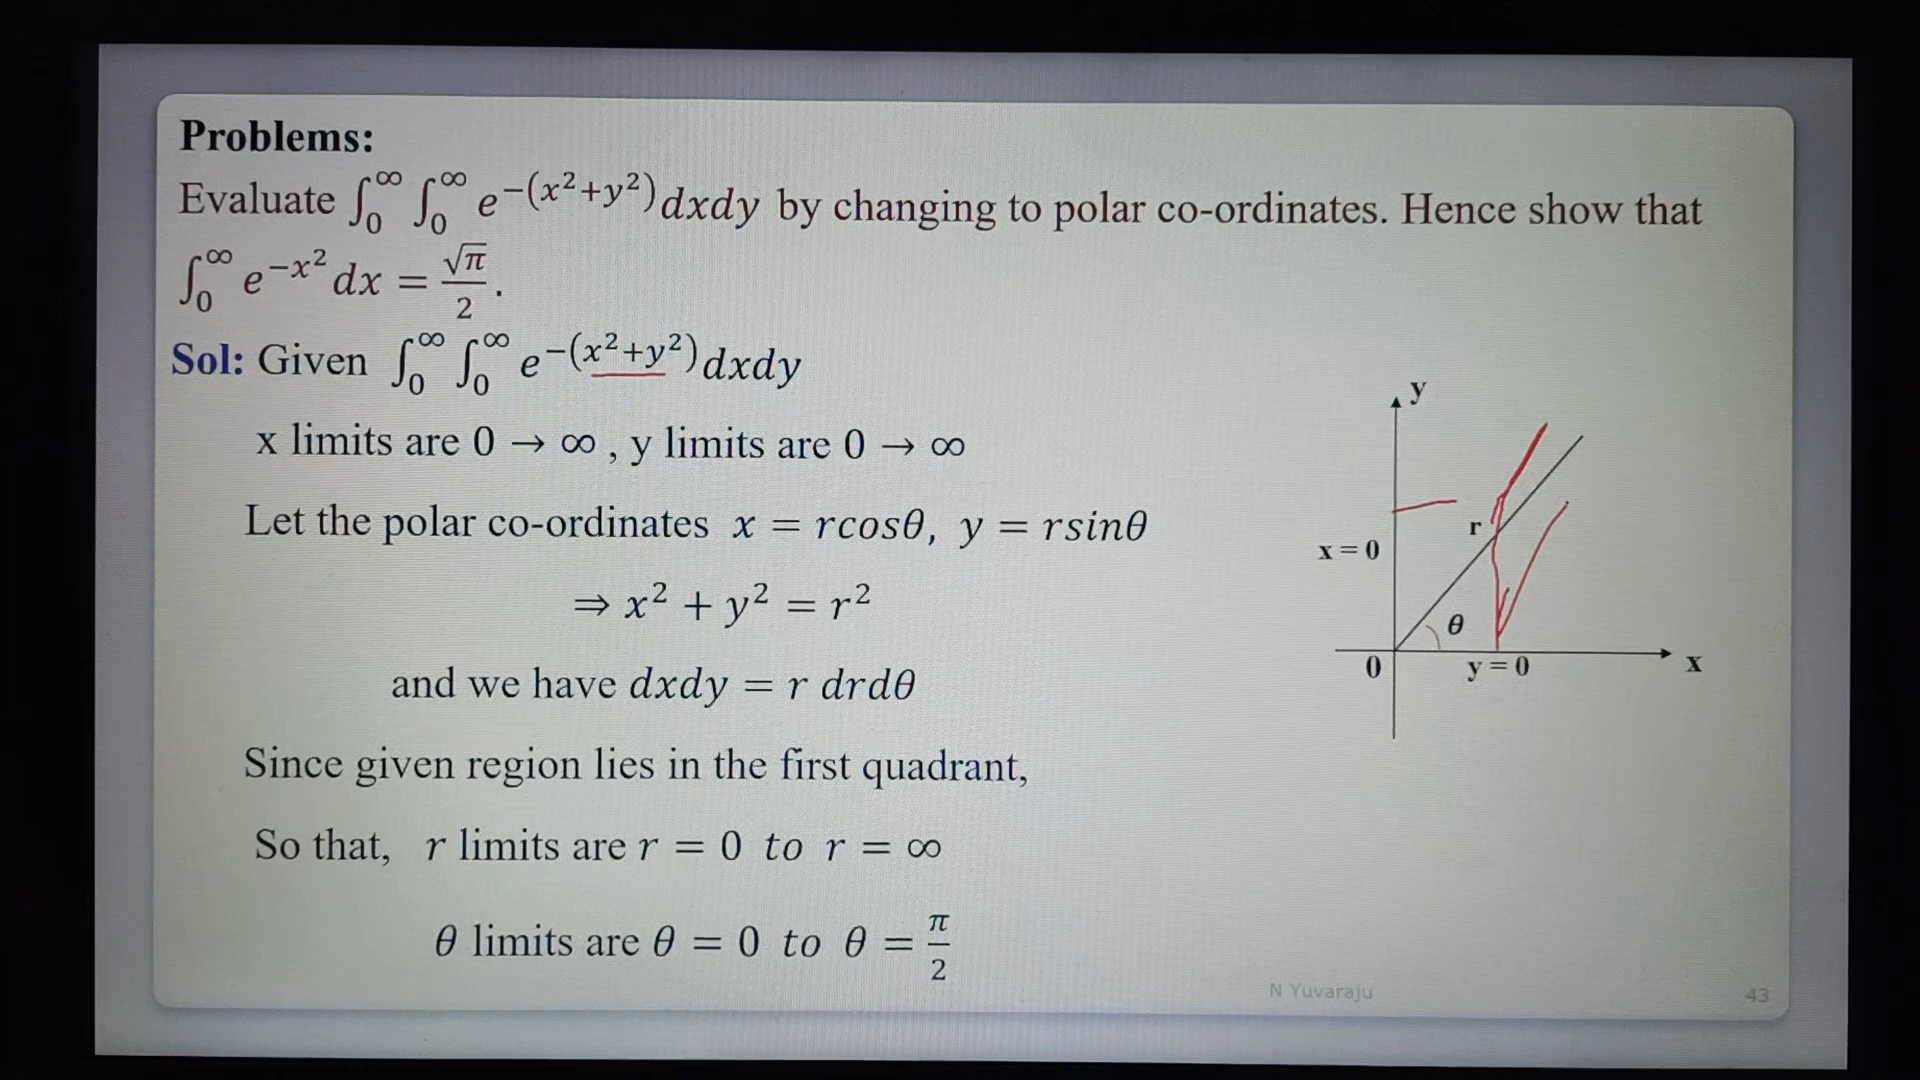 Problems:
Evaluate ∫₀^∞ ∫₀^∞ e^−(x²+y²) dxdy by changing to polar co-ordinates. Hence show that
∫₀^∞ e^−x² dx = √π/2 .
Sol: Given ∫₀^∞ ∫₀^∞ e^−(x²+y²) dxdy
x limits are 0 → ∞ , y limits are 0 → ∞
Let the polar co-ordinates x = rcosθ, y = rsinθ
⇒ x² + y² = r²
and we have dxdy = r drdθ
Since given region lies in the first quadrant,
So that, r limits are r = 0 to r = ∞
θ limits are θ = 0 to θ = π/2
y
r
x = 0
θ
0
y = 0
x
N Yuvaraju
43